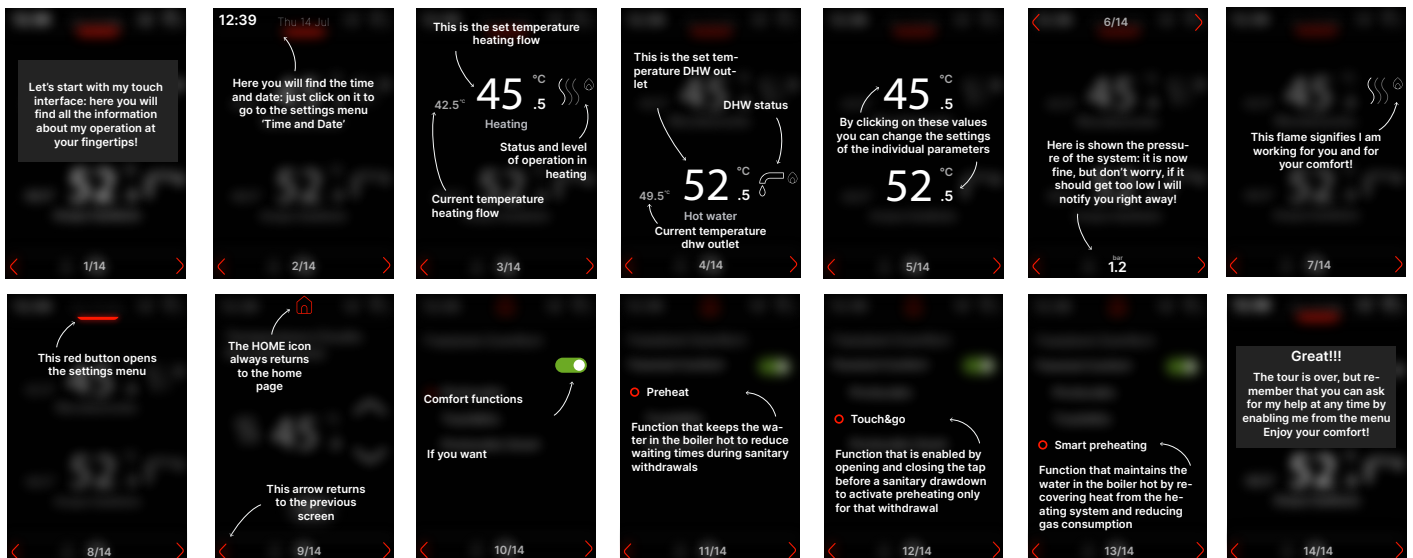 Let's start with my touch
interface: here you will
find all the information
about my operation at
your fingertips!
52
1/14
12:39
Thu 14 Jul
Here you will find the time
and date: just click on it to
go to the settings menu
'Time and Date'
2/14
This is the set temperature
heating flow
42.5°C
45 °C
.5
Heating
Status and level
of operation in
heating
Current temperature
heating flow
3/14
This is the set tem-
perature DHW out-
let
DHW status
49.5°C
52 °C
.5
Hot water
Current temperature
dhw outlet
4/14
45 °C
.5
By clicking on these values
you can change the settings
of the individual parameters
52 °C
.5
5/14
6/14
Here is shown the pressu-
re of the system: it is now
fine, but don't worry, if it
should get too low I will
notify you right away!
bar
1.2
45
This flame signifies I am
working for you and for
your comfort!
52
7/14
This red button opens
the settings menu
45
52
8/14
The HOME icon
always returns
to the home
page
45
This arrow returns
to the previous
screen
9/14
Comfort functions
If you want
10/14
Preheat
Function that keeps the wa-
ter in the boiler hot to reduce
waiting times during sanitary
withdrawals
11/14
Touch&go
Function that is enabled by
opening and closing the tap
before a sanitary drawdown
to activate preheating only
for that withdrawal
12/14
Smart preheating
Function that maintains the
water in the boiler hot by re-
covering heat from the he-
ating system and reducing
gas consumption
13/14
Great!!!
The tour is over, but re-
member that you can ask
for my help at any time by
enabling me from the menu
Enjoy your comfort!
52
14/14